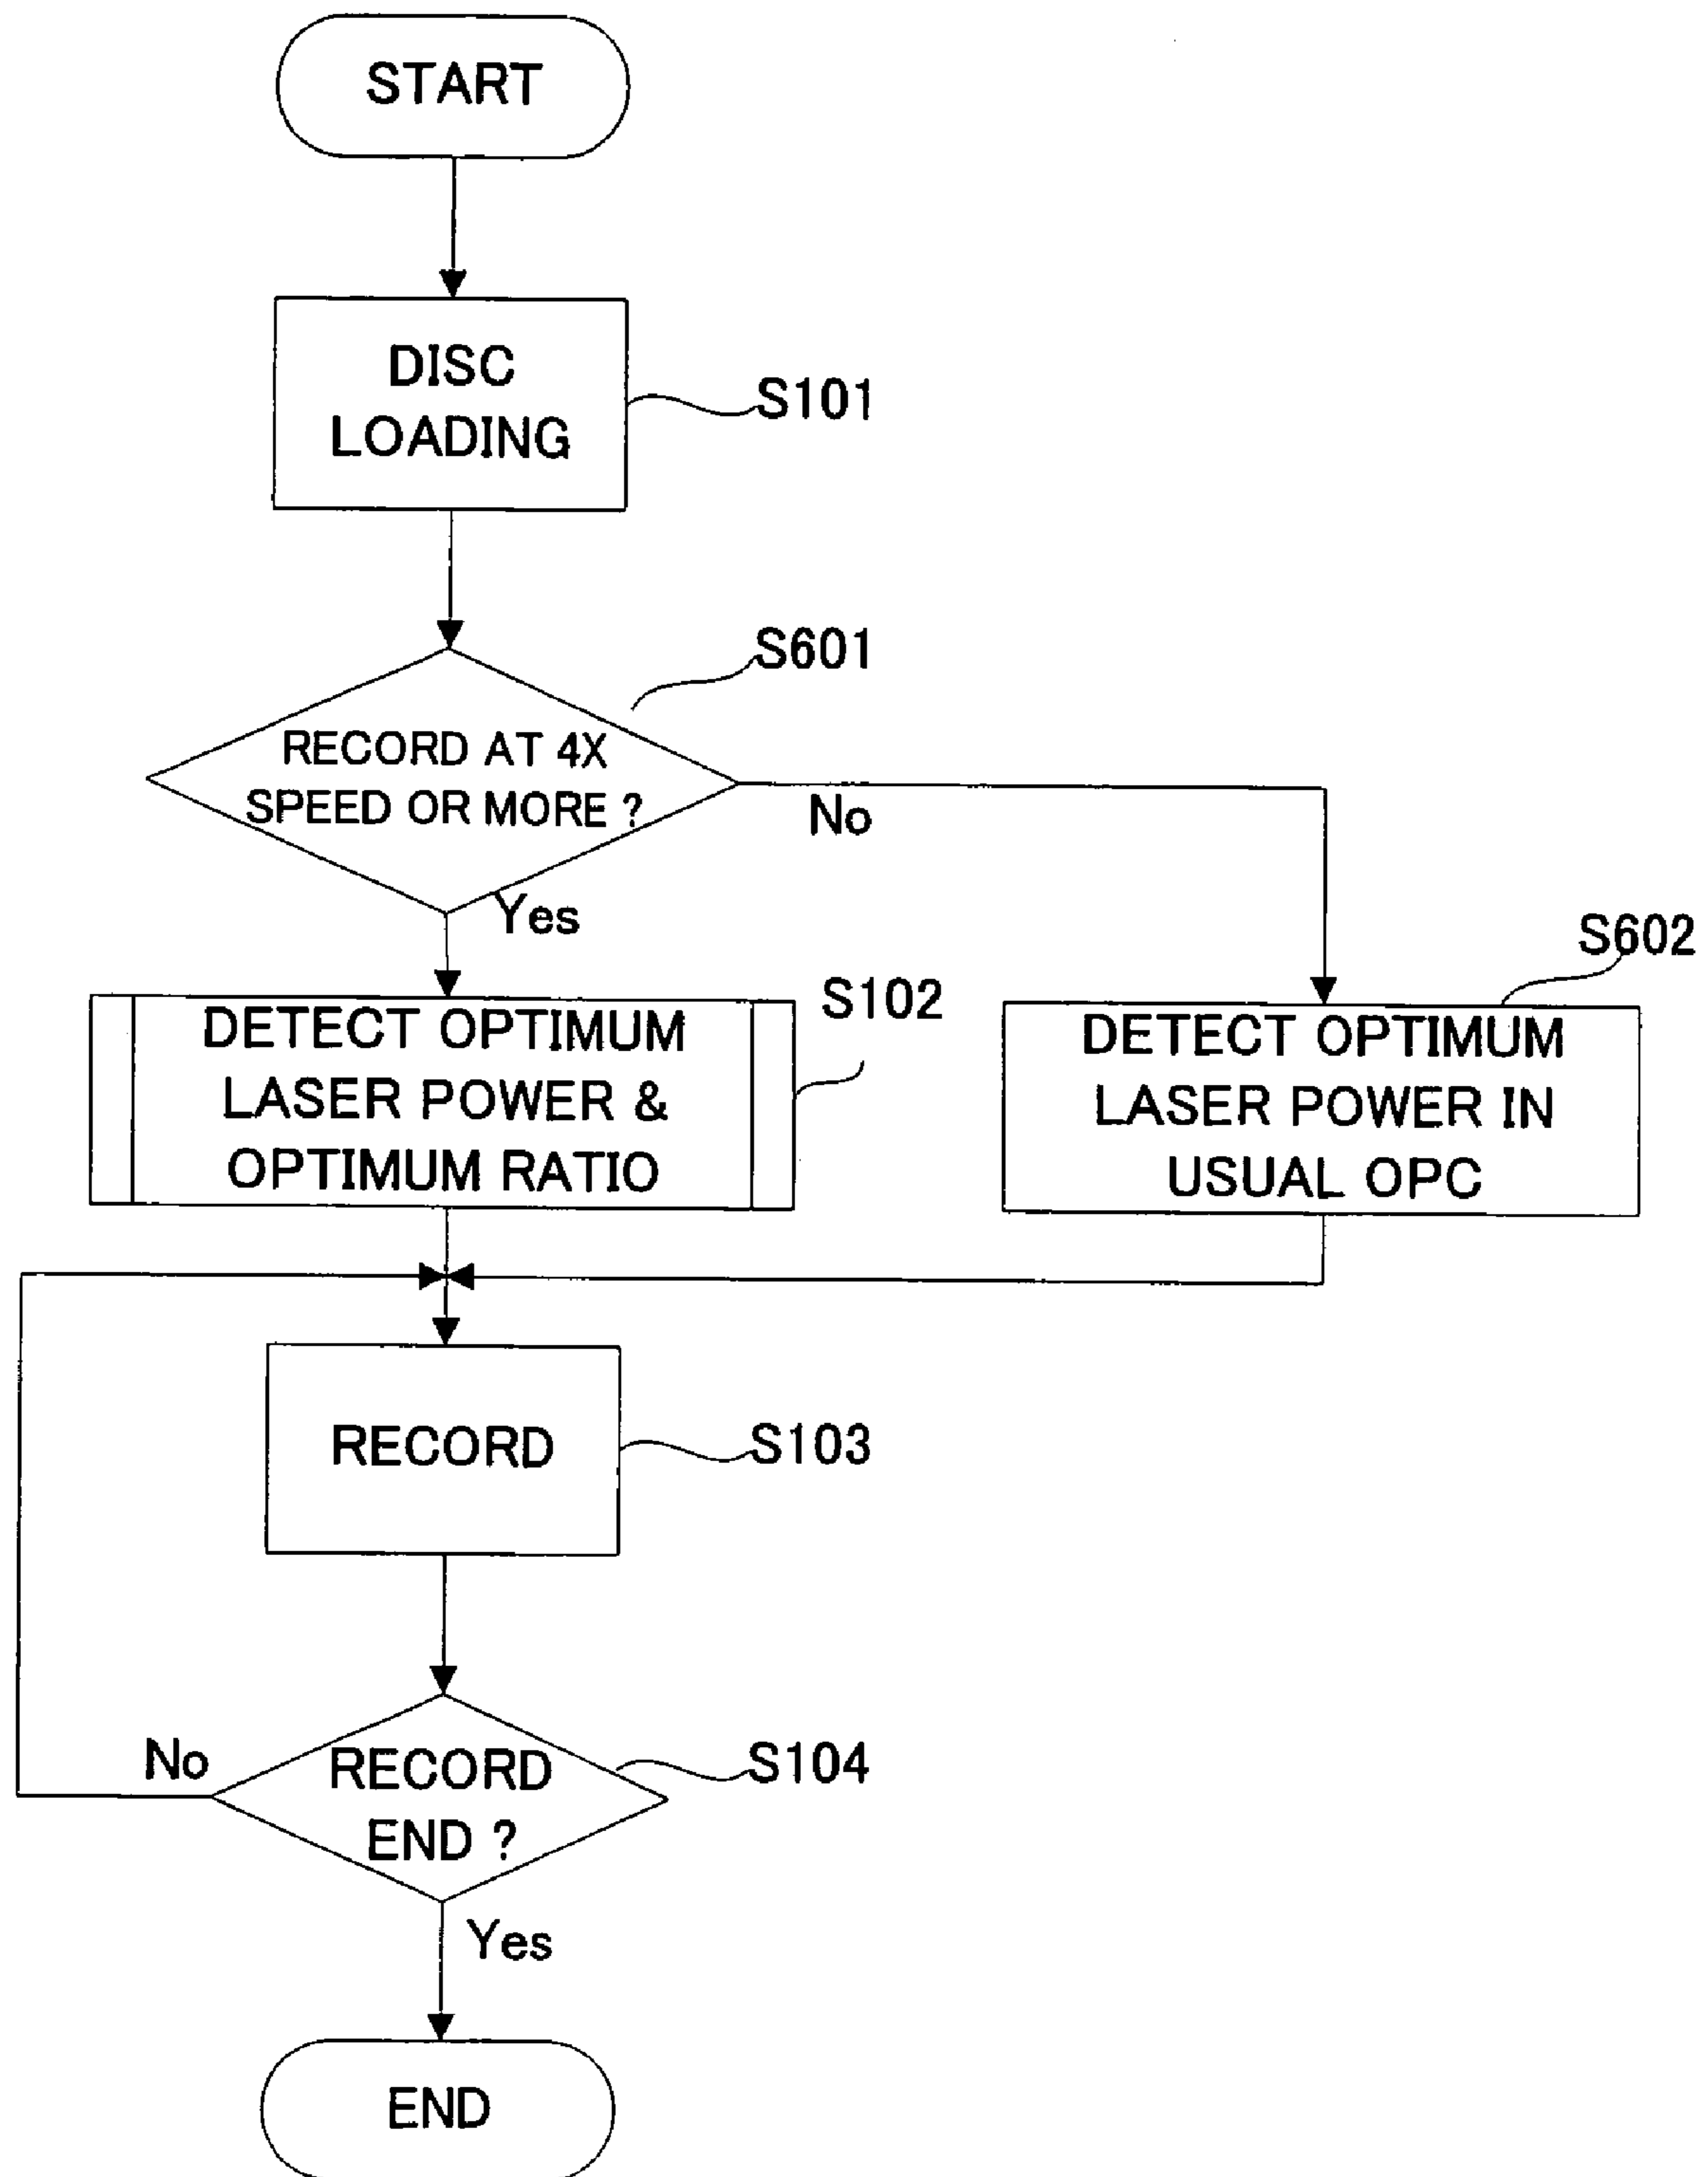 START
DISC
LOADING
S101
S601
RECORD AT 4X
SPEED OR MORE ?
No
Yes
S602
S102
DETECT OPTIMUM
LASER POWER &
OPTIMUM RATIO
DETECT OPTIMUM
LASER POWER IN
USUAL OPC
RECORD
S103
No
RECORD
END ?
S104
Yes
END